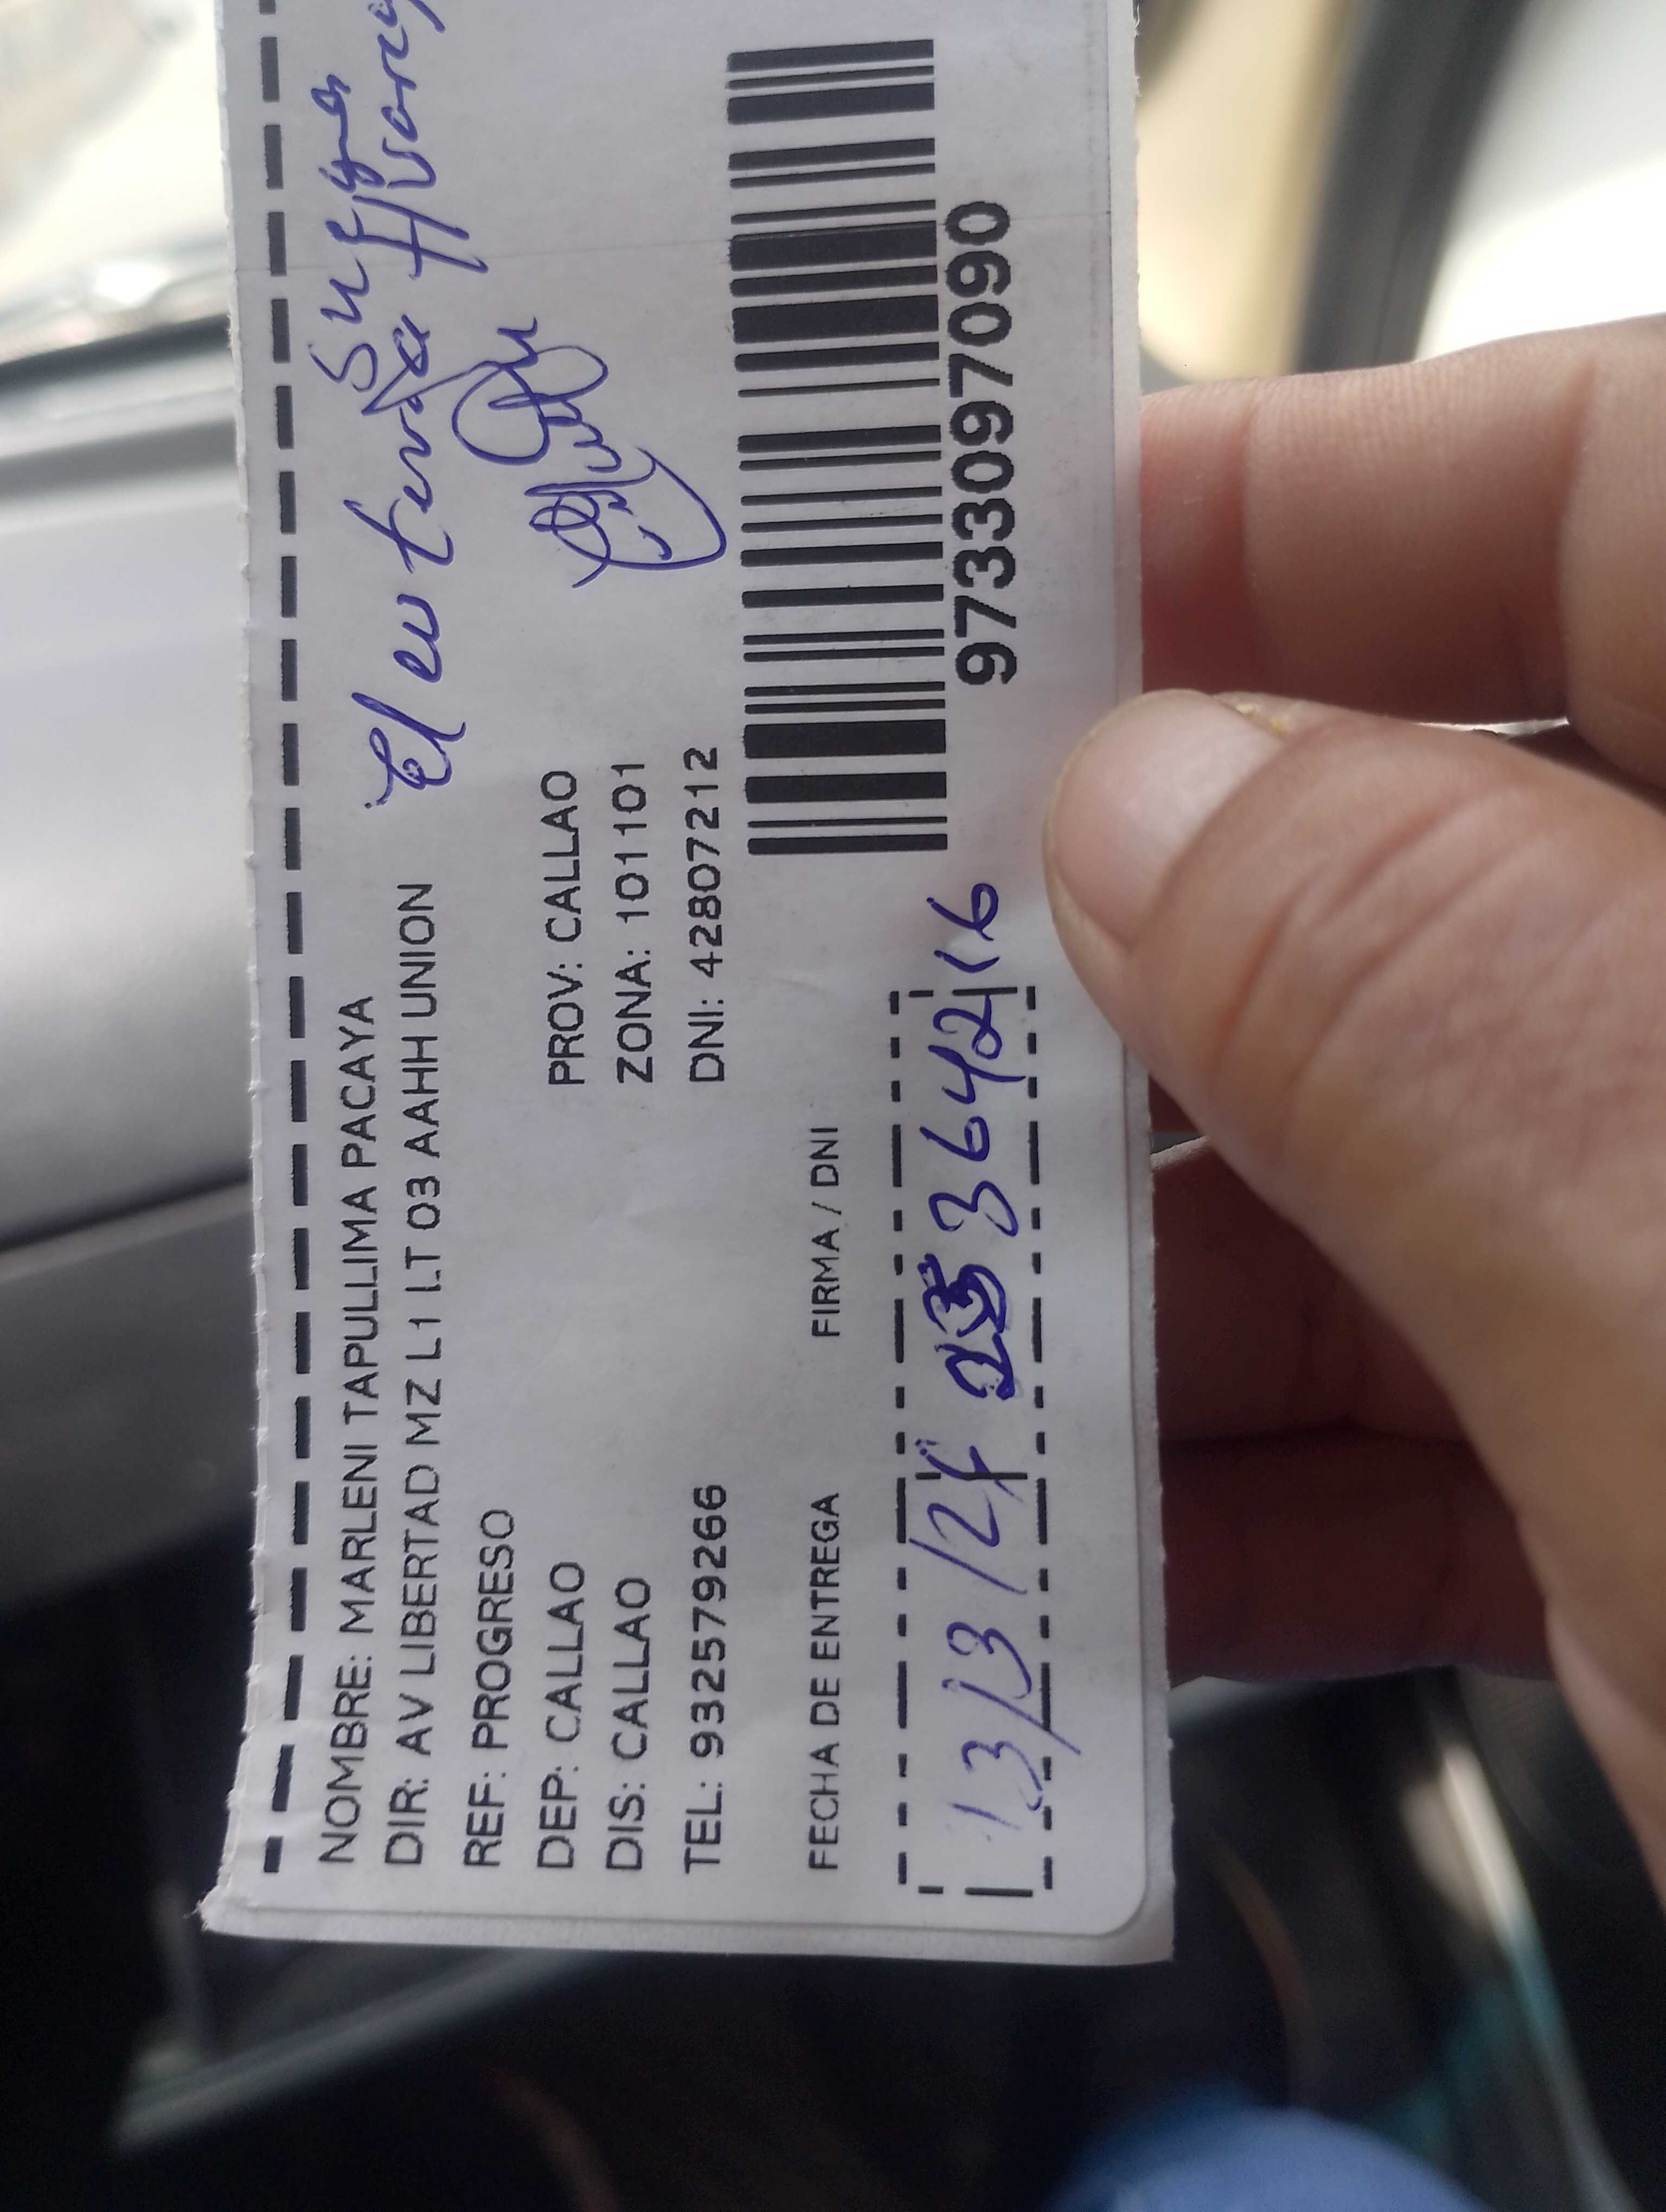 NOMBRE: MARLENI TAPULLIMA PACAYA
DIR: AV LIBERTAD MZ L1 LT 03 AAHH UNION
REF: PROGRESO
DEP: CALLAO PROV: CALLAO
DIS: CALLAO ZONA: 101101
TEL: 932579266 DNI: 42807212
FECHA DE ENTREGA FIRMA / DNI
13/3/24
9733097090